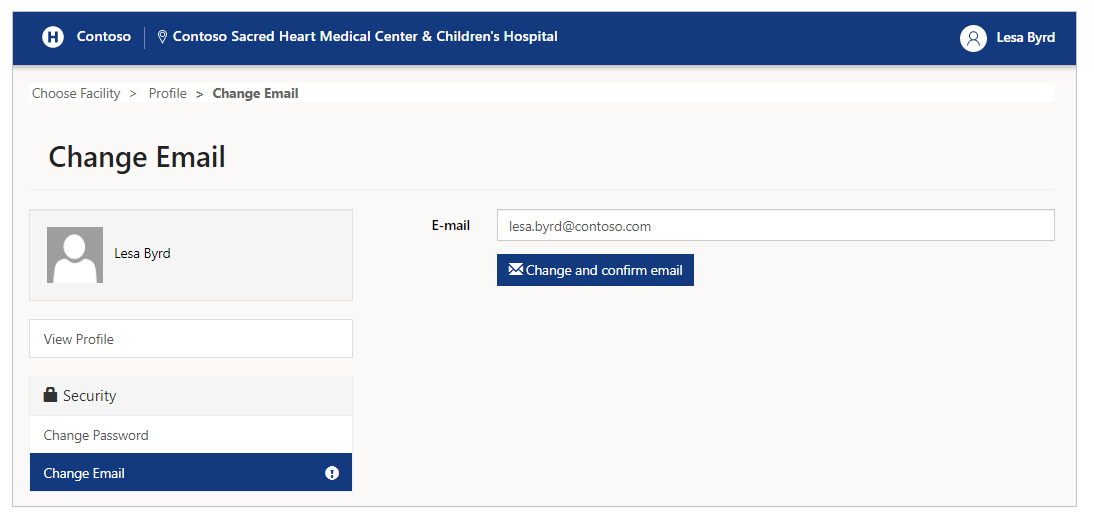 H Contoso Contoso Sacred Heart Medical Center & Children's Hospital Lesa Byrd
Choose Facility > Profile > Change Email
Change Email
Lesa Byrd
E-mail lesa.byrd@contoso.com
Change and confirm email
View Profile
Security
Change Password
Change Email